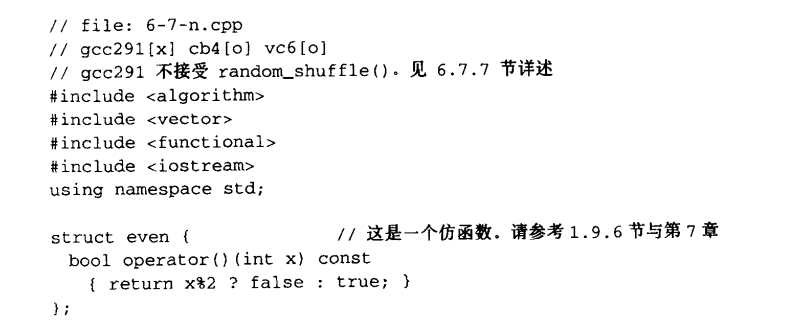 // file: 6-7-n.cpp
// gcc291[x] cb4[o] vc6[o]
// gcc291 不接受 random_shuffle()。见 6.7.7 节详述
#include <algorithm>
#include <vector>
#include <functional>
#include <iostream>
using namespace std;
struct even { // 这是一个仿函数。请参考 1.9.6 节与第 7 章
bool operator()(int x) const
{ return x%2 ? false : true; }
};